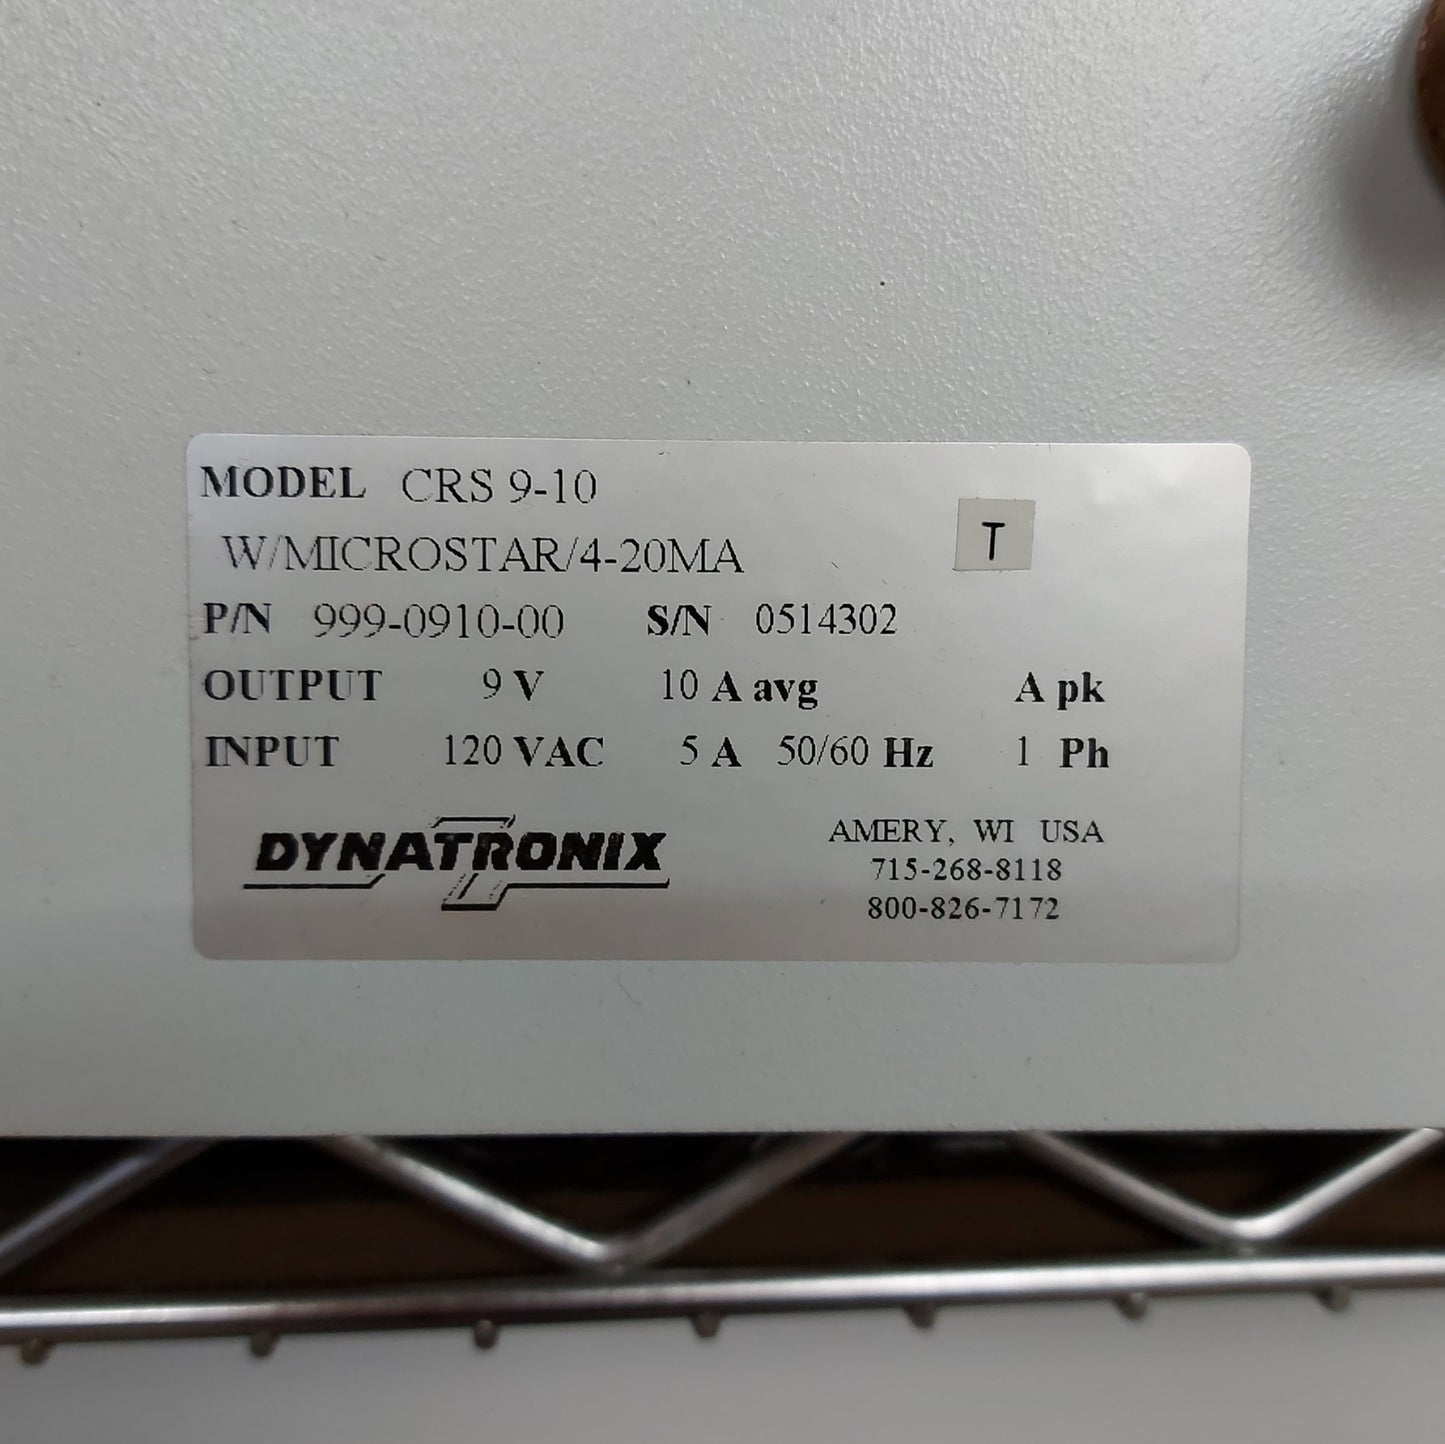 MODEL CRS 9-10
W/MICROSTAR/4-20MA
T
P/N 999-0910-00 S/N 0514302
OUTPUT 9 V 10 A avg A pk
INPUT 120 VAC 5 A 50/60 Hz 1 Ph
DYNATRONIX
AMERY, WI USA
715-268-8118
800-826-7172